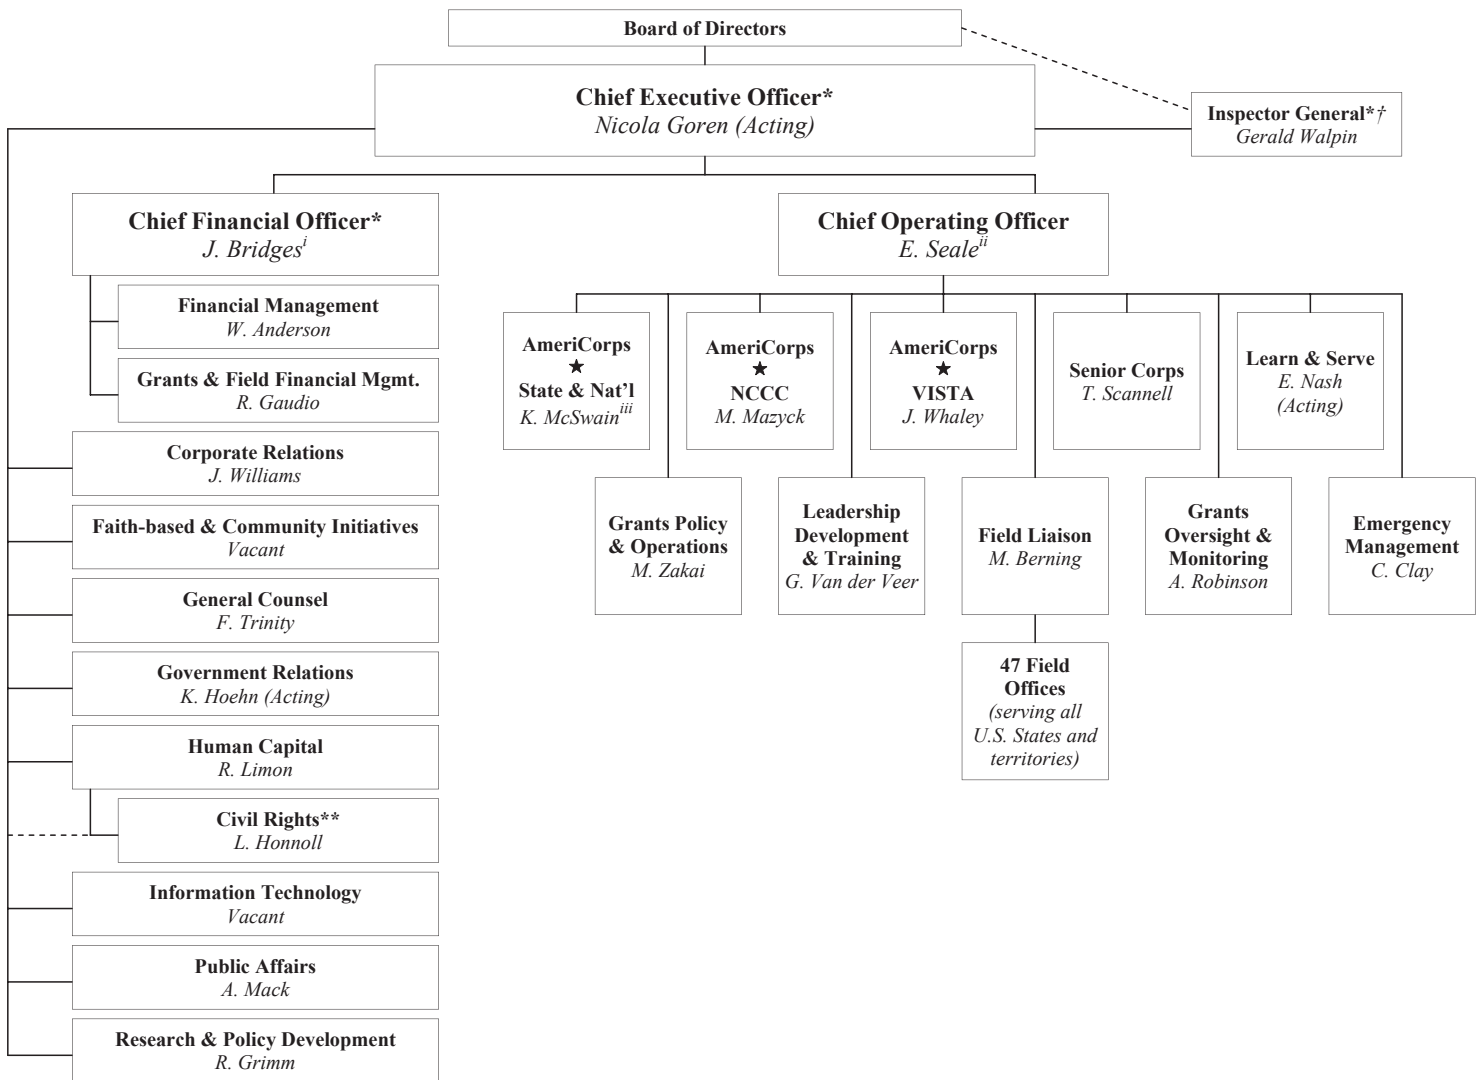 Board of Directors
Chief Executive Officer*
Nicola Goren (Acting)
Inspector General*†
Gerald Walpin
Chief Financial Officer*
J. Bridges^i
Financial Management
W. Anderson
Grants & Field Financial Mgmt.
R. Gaudio
Corporate Relations
J. Williams
Faith-based & Community Initiatives
Vacant
General Counsel
F. Trinity
Government Relations
K. Hoehn (Acting)
Human Capital
R. Limon
Civil Rights**
L. Honnoll
Information Technology
Vacant
Public Affairs
A. Mack
Research & Policy Development
R. Grimm
Chief Operating Officer
E. Seale^ii
AmeriCorps
★
State & Nat’l
K. McSwain^iii
AmeriCorps
★
NCCC
M. Mazyck
AmeriCorps
★
VISTA
J. Whaley
Senior Corps
T. Scannell
Learn & Serve
E. Nash
(Acting)
Grants Policy
& Operations
M. Zakai
Leadership
Development
& Training
G. Van der Veer
Field Liaison
M. Berning
Grants
Oversight &
Monitoring
A. Robinson
Emergency
Management
C. Clay
47 Field
Offices
(serving all
U.S. States and
territories)